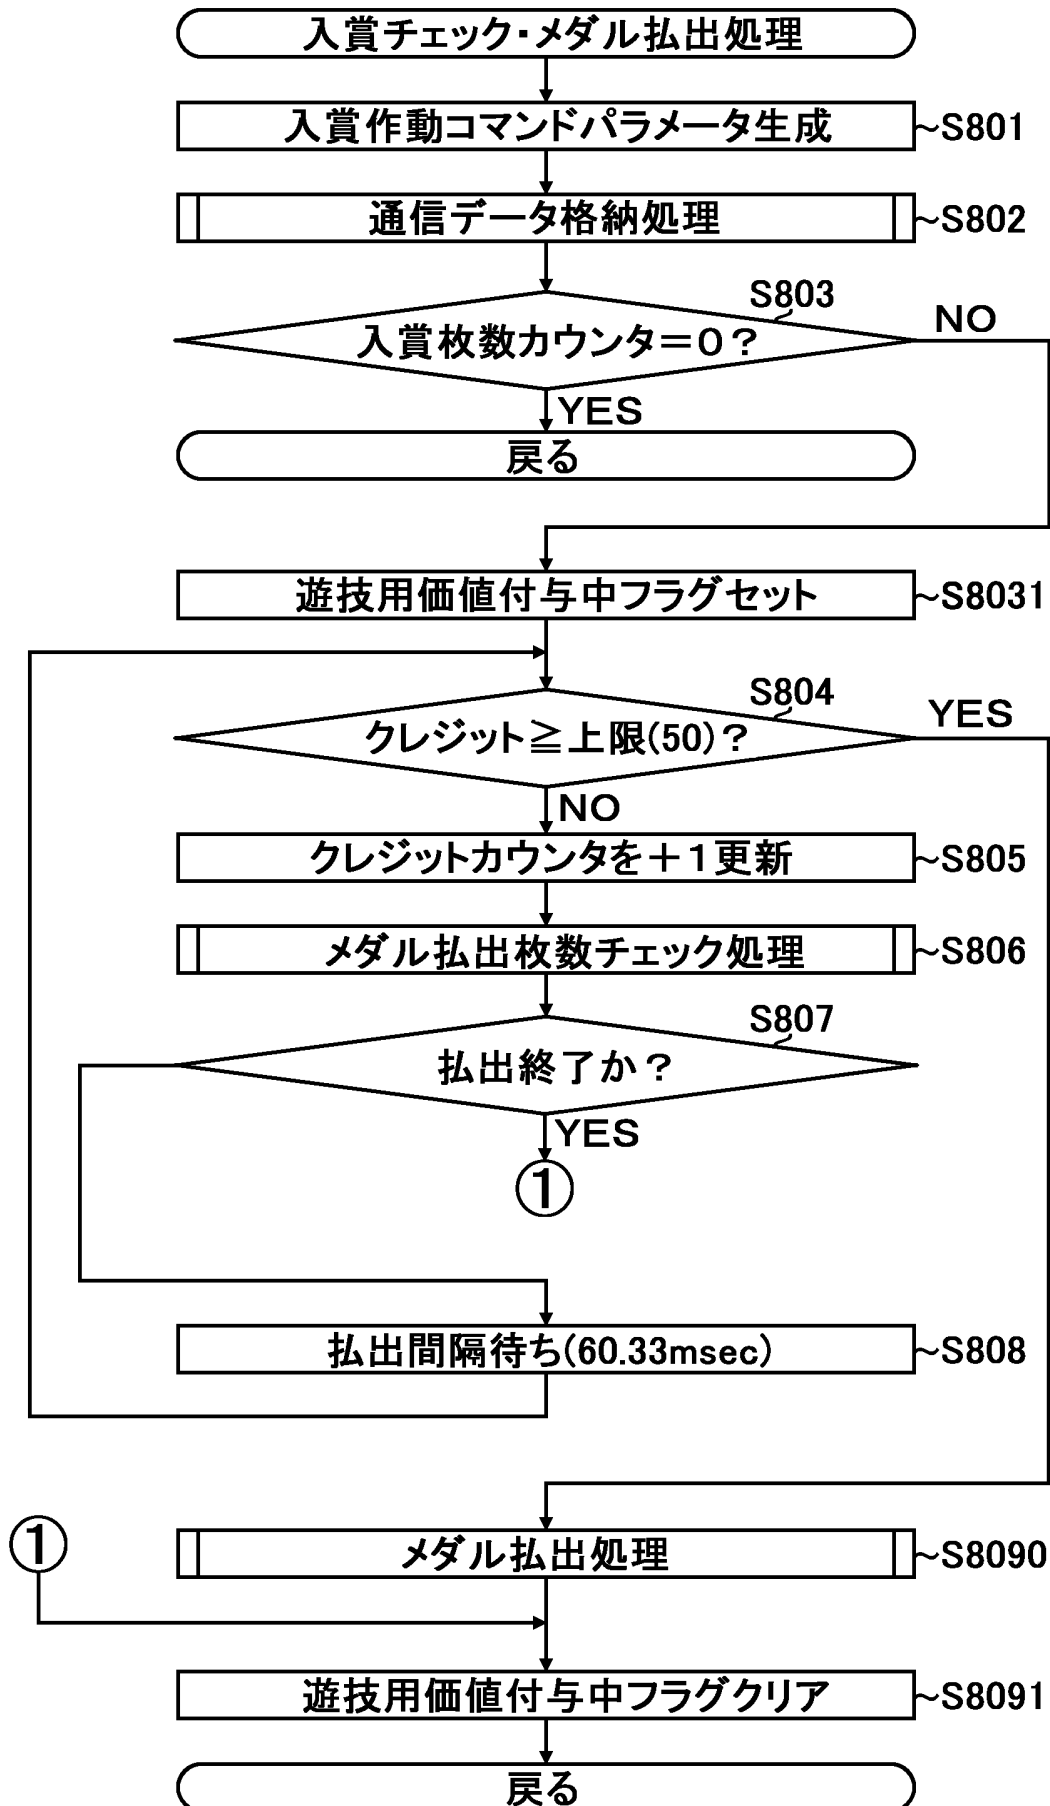 入賞チェック・メダル払出処理
入賞作動コマンドパラメータ生成
~S801
通信データ格納処理
~S802
S803
入賞枚数カウンタ＝０？
NO
YES
戻る
遊技用価値付与中フラグセット
~S8031
S804
クレジット≧上限(50)？
YES
NO
クレジットカウンタを＋１更新
~S805
メダル払出枚数チェック処理
~S806
S807
払出終了か？
YES
①
払出間隔待ち(60.33msec)
~S808
①
メダル払出処理
~S8090
遊技用価値付与中フラグクリア
~S8091
戻る